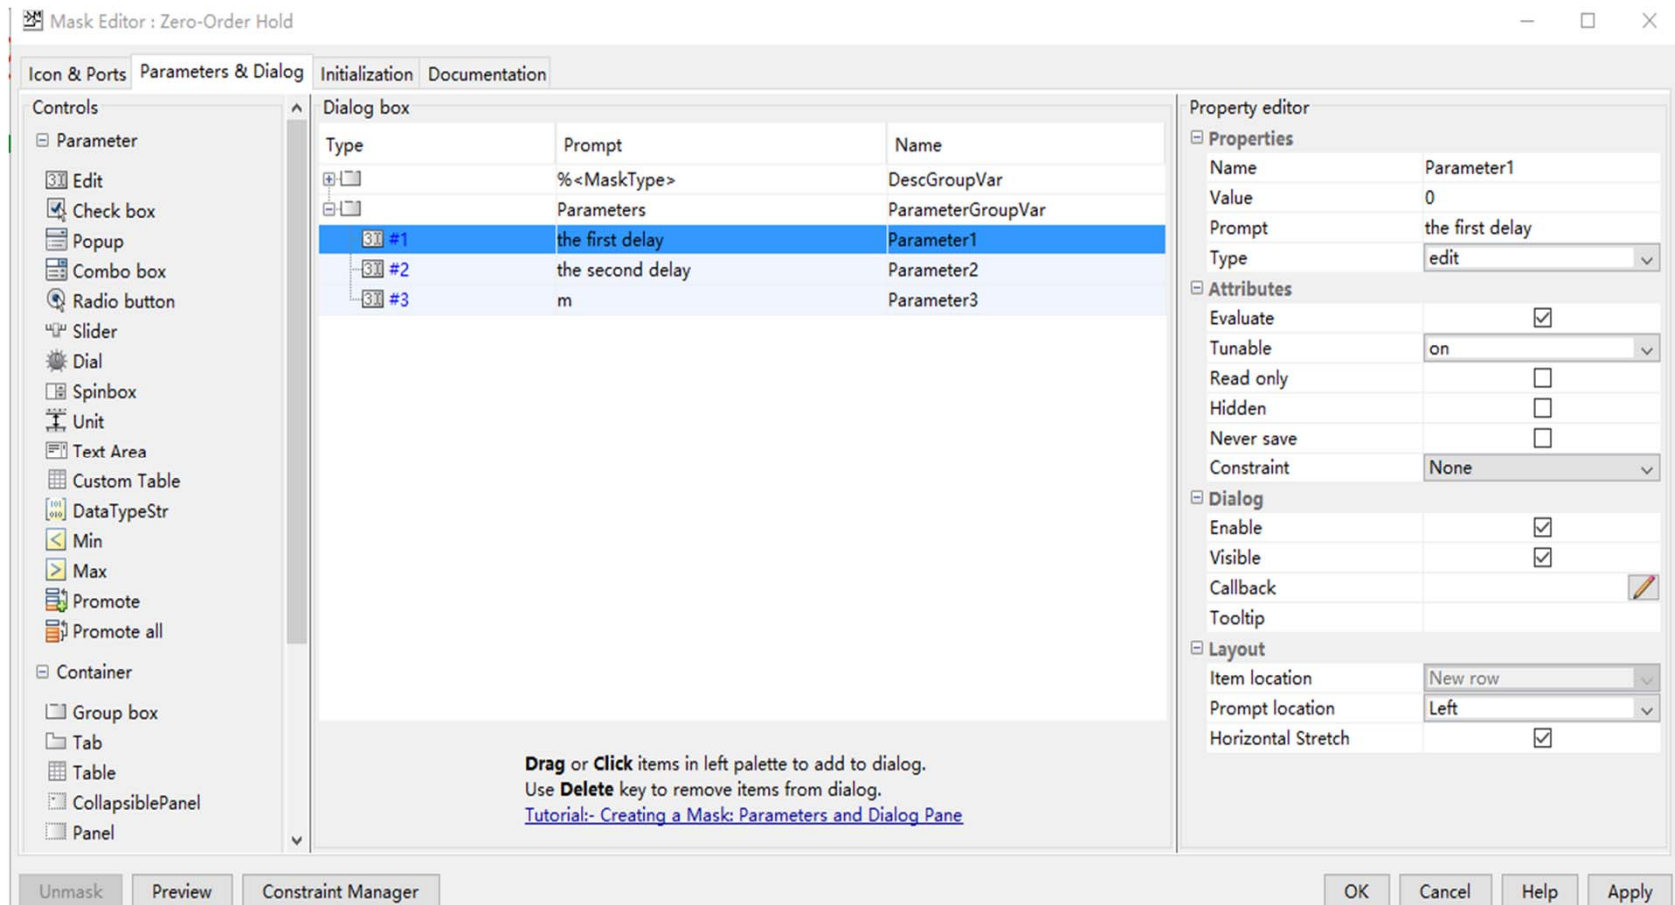 Mask Editor : Zero-Order Hold
Icon & Ports Parameters & Dialog Initialization Documentation
Controls
Parameter
Edit
Check box
Popup
Combo box
Radio button
Slider
Dial
Spinbox
Unit
Text Area
Custom Table
DataTypeStr
Min
Max
Promote
Promote all
Container
Group box
Tab
Table
CollapsiblePanel
Panel
Dialog box
Type Prompt Name
%<MaskType> DescGroupVar
Parameters ParameterGroupVar
#1 the first delay Parameter1
#2 the second delay Parameter2
#3 m Parameter3
Drag or Click items in left palette to add to dialog.
Use Delete key to remove items from dialog.
Tutorial:- Creating a Mask: Parameters and Dialog Pane
Property editor
Properties
Name Parameter1
Value 0
Prompt the first delay
Type edit
Attributes
Evaluate
Tunable on
Read only
Hidden
Never save
Constraint None
Dialog
Enable
Visible
Callback
Tooltip
Layout
Item location New row
Prompt location Left
Horizontal Stretch
Unmask Preview Constraint Manager OK Cancel Help Apply